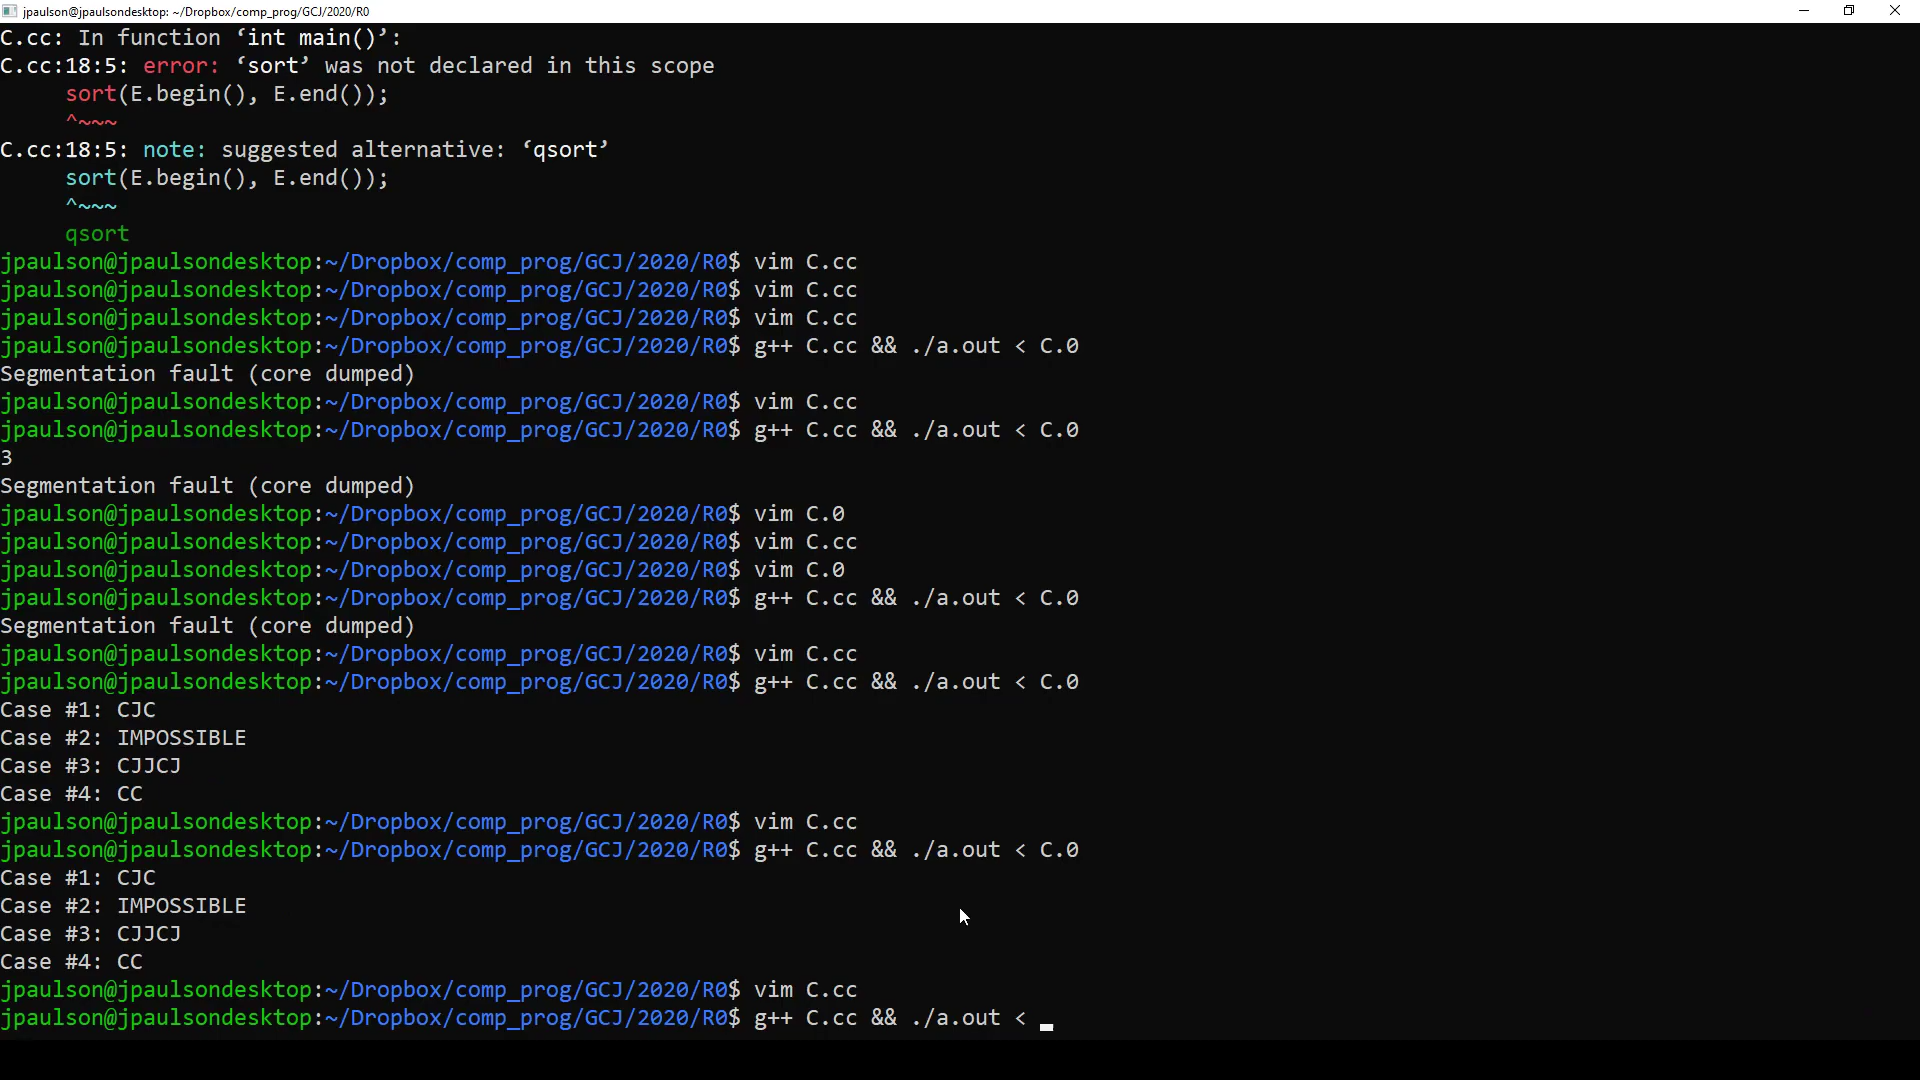 jpaulson@jpaulsondesktop: ~/Dropbox/comp_prog/GCJ/2020/R0
C.cc: In function ‘int main()’:
C.cc:18:5: error: ‘sort’ was not declared in this scope
     sort(E.begin(), E.end());
     ^~~~
C.cc:18:5: note: suggested alternative: ‘qsort’
     sort(E.begin(), E.end());
     ^~~~
     qsort
jpaulson@jpaulsondesktop:~/Dropbox/comp_prog/GCJ/2020/R0$ vim C.cc
jpaulson@jpaulsondesktop:~/Dropbox/comp_prog/GCJ/2020/R0$ vim C.cc
jpaulson@jpaulsondesktop:~/Dropbox/comp_prog/GCJ/2020/R0$ vim C.cc
jpaulson@jpaulsondesktop:~/Dropbox/comp_prog/GCJ/2020/R0$ g++ C.cc && ./a.out < C.0
Segmentation fault (core dumped)
jpaulson@jpaulsondesktop:~/Dropbox/comp_prog/GCJ/2020/R0$ vim C.cc
jpaulson@jpaulsondesktop:~/Dropbox/comp_prog/GCJ/2020/R0$ g++ C.cc && ./a.out < C.0
3
Segmentation fault (core dumped)
jpaulson@jpaulsondesktop:~/Dropbox/comp_prog/GCJ/2020/R0$ vim C.0
jpaulson@jpaulsondesktop:~/Dropbox/comp_prog/GCJ/2020/R0$ vim C.cc
jpaulson@jpaulsondesktop:~/Dropbox/comp_prog/GCJ/2020/R0$ vim C.0
jpaulson@jpaulsondesktop:~/Dropbox/comp_prog/GCJ/2020/R0$ g++ C.cc && ./a.out < C.0
Segmentation fault (core dumped)
jpaulson@jpaulsondesktop:~/Dropbox/comp_prog/GCJ/2020/R0$ vim C.cc
jpaulson@jpaulsondesktop:~/Dropbox/comp_prog/GCJ/2020/R0$ g++ C.cc && ./a.out < C.0
Case #1: CJC
Case #2: IMPOSSIBLE
Case #3: CJJCJ
Case #4: CC
jpaulson@jpaulsondesktop:~/Dropbox/comp_prog/GCJ/2020/R0$ vim C.cc
jpaulson@jpaulsondesktop:~/Dropbox/comp_prog/GCJ/2020/R0$ g++ C.cc && ./a.out < C.0
Case #1: CJC
Case #2: IMPOSSIBLE
Case #3: CJJCJ
Case #4: CC
jpaulson@jpaulsondesktop:~/Dropbox/comp_prog/GCJ/2020/R0$ vim C.cc
jpaulson@jpaulsondesktop:~/Dropbox/comp_prog/GCJ/2020/R0$ g++ C.cc && ./a.out <